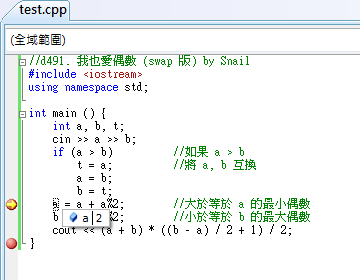 test.cpp
(全域範圍)
//d491. 我也愛偶數 (swap 版) by Snail
#include <iostream>
using namespace std;
int main () {
int a, b, t;
cin >> a >> b;
if (a > b) //如果 a > b
t = a; //將 a, b 互換
a = b;
b = t;
a = a + a%2; //大於等於 a 的最小偶數
b %2; //小於等於 b 的最大偶數
a 2
cout << (a + b) * ((b - a) / 2 + 1) / 2;
}